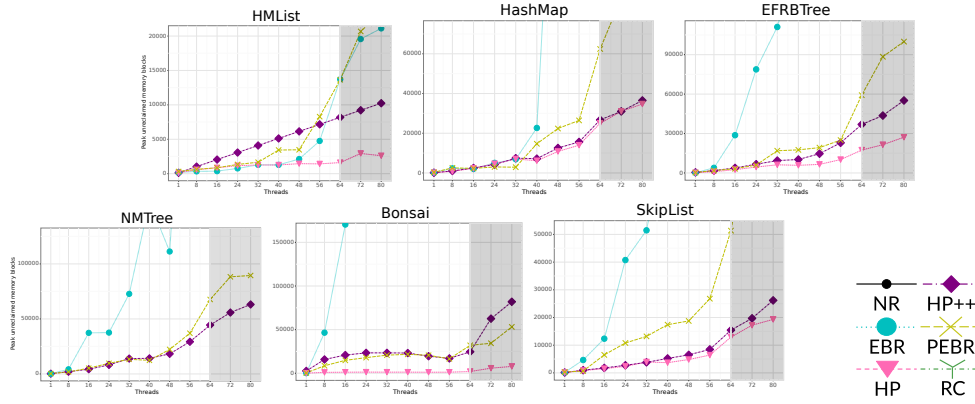 HMList
HashMap
EFRBTree
Peak unreclaimed memory blocks
20000
15000
10000
5000
0
1 8 16 24 32 40 48 56 64 72 80
Threads
60000
40000
20000
0
1 8 16 24 32 40 48 56 64 72 80
Threads
90000
60000
30000
0
1 8 16 24 32 40 48 56 64 72 80
Threads
NMTree
Bonsai
SkipList
Peak unreclaimed memory blocks
100000
50000
0
1 8 16 24 32 40 48 56 64 72 80
Threads
150000
100000
50000
0
1 8 16 24 32 40 48 56 64 72 80
Threads
50000
40000
30000
20000
10000
0
1 8 16 24 32 40 48 56 64 72 80
Threads
NR HP++
EBR PEBR
HP RC